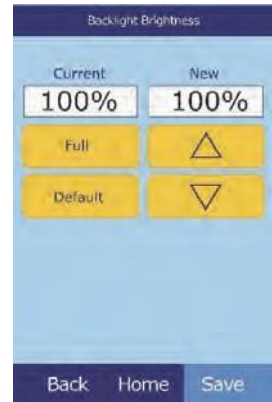 Backlight Brightness
Current New
100% 100%
Full
Default
Back Home Save